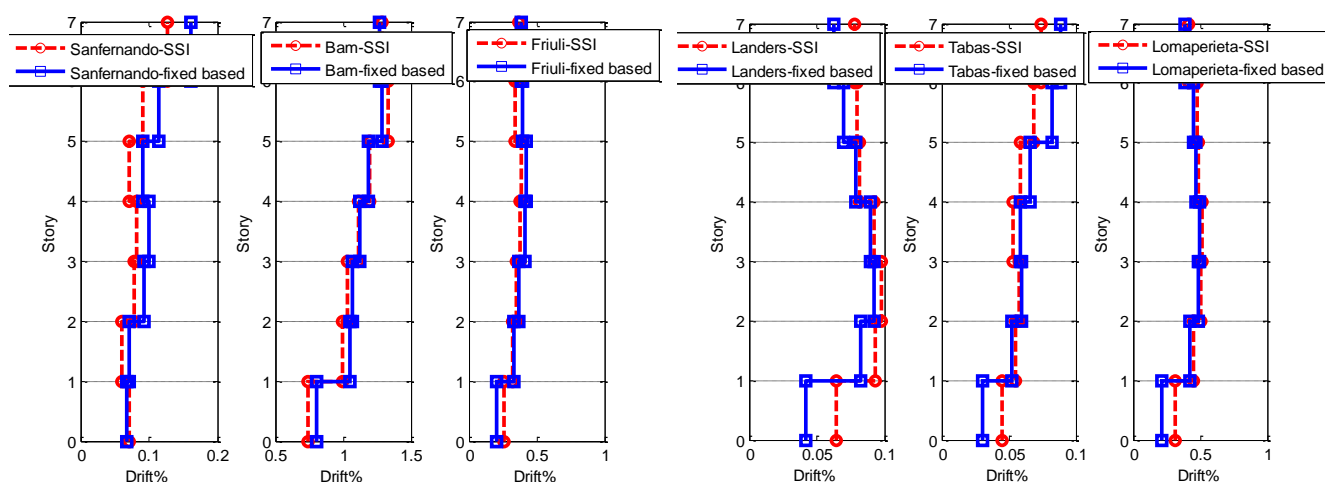 7
Sanfernando-SSI
Sanfernando-fixed based
5
4
3
2
1
0
0
0.1
0.2
Story
Drift%
7
Bam-SSI
Bam-fixed based
6
5
4
3
2
1
0
0.5
1
1.5
Story
Drift%
7
Friuli-SSI
Friuli-fixed based
6
5
4
3
2
1
0
0
0.5
1
Story
Drift%
7
Landers-SSI
Landers-fixed based
6
5
4
3
2
1
0
0
0.05
0.1
Story
Drift%
7
Tabas-SSI
Tabas-fixed based
6
5
4
3
2
1
0
0
0.05
0.1
Story
Drift%
7
Lomaperieta-SSI
Lomaperieta-fixed based
6
5
4
3
2
1
0
0
0.5
1
Story
Drift%